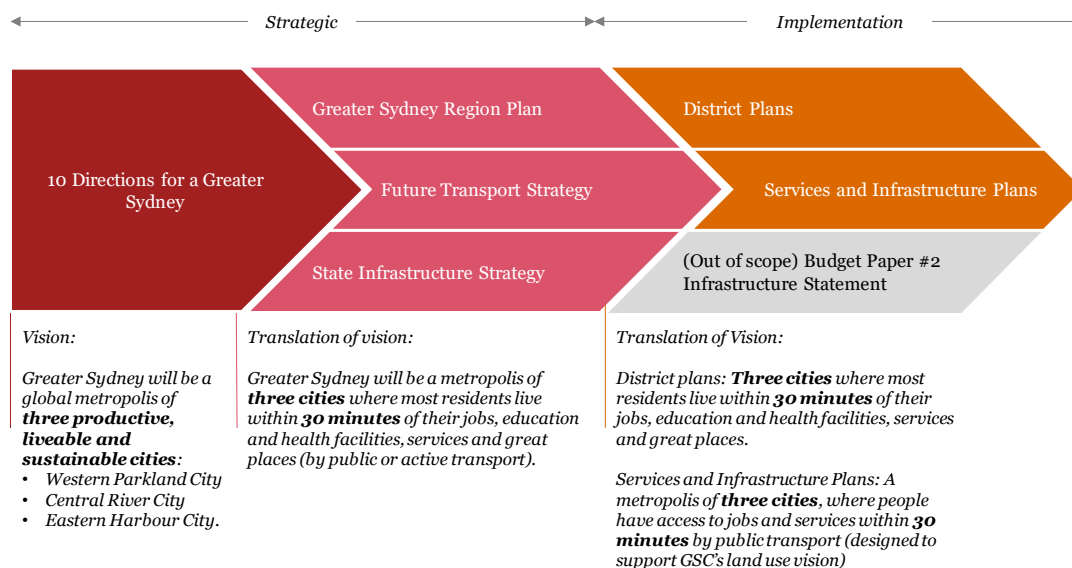 Strategic
Implementation
10 Directions for a Greater
Sydney
Greater Sydney Region Plan
Future Transport Strategy
State Infrastructure Strategy
District Plans
Services and Infrastructure Plans
(Out of scope) Budget Paper #2
Infrastructure Statement
Vision:
Greater Sydney will be a
global metropolis of
three productive,
liveable and
sustainable cities:
• Western Parkland City
• Central River City
• Eastern Harbour City.
Translation of vision:
Greater Sydney will be a metropolis of
three cities where most residents live
within 30 minutes of their jobs, education
and health facilities, services and great
places (by public or active transport).
Translation of Vision:
District plans: Three cities where most
residents live within 30 minutes of their
jobs, education and health facilities, services
and great places.
Services and Infrastructure Plans: A
metropolis of three cities, where people
have access to jobs and services within 30
minutes by public transport (designed to
support GSC's land use vision)